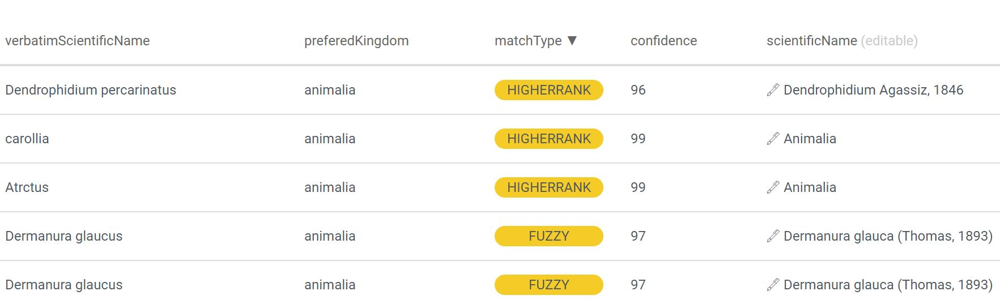 verbatimScientificName preferedKingdom matchType ▼ confidence scientificName (editable)
Dendrophidium percarinatus animalia HIGHERRANK 96 Dendrophidium Agassiz, 1846
carollia animalia HIGHERRANK 99 Animalia
Atrctus animalia HIGHERRANK 99 Animalia
Dermanura glaucus animalia FUZZY 97 Dermanura glauca (Thomas, 1893)
Dermanura glaucus animalia FUZZY 97 Dermanura glauca (Thomas, 1893)